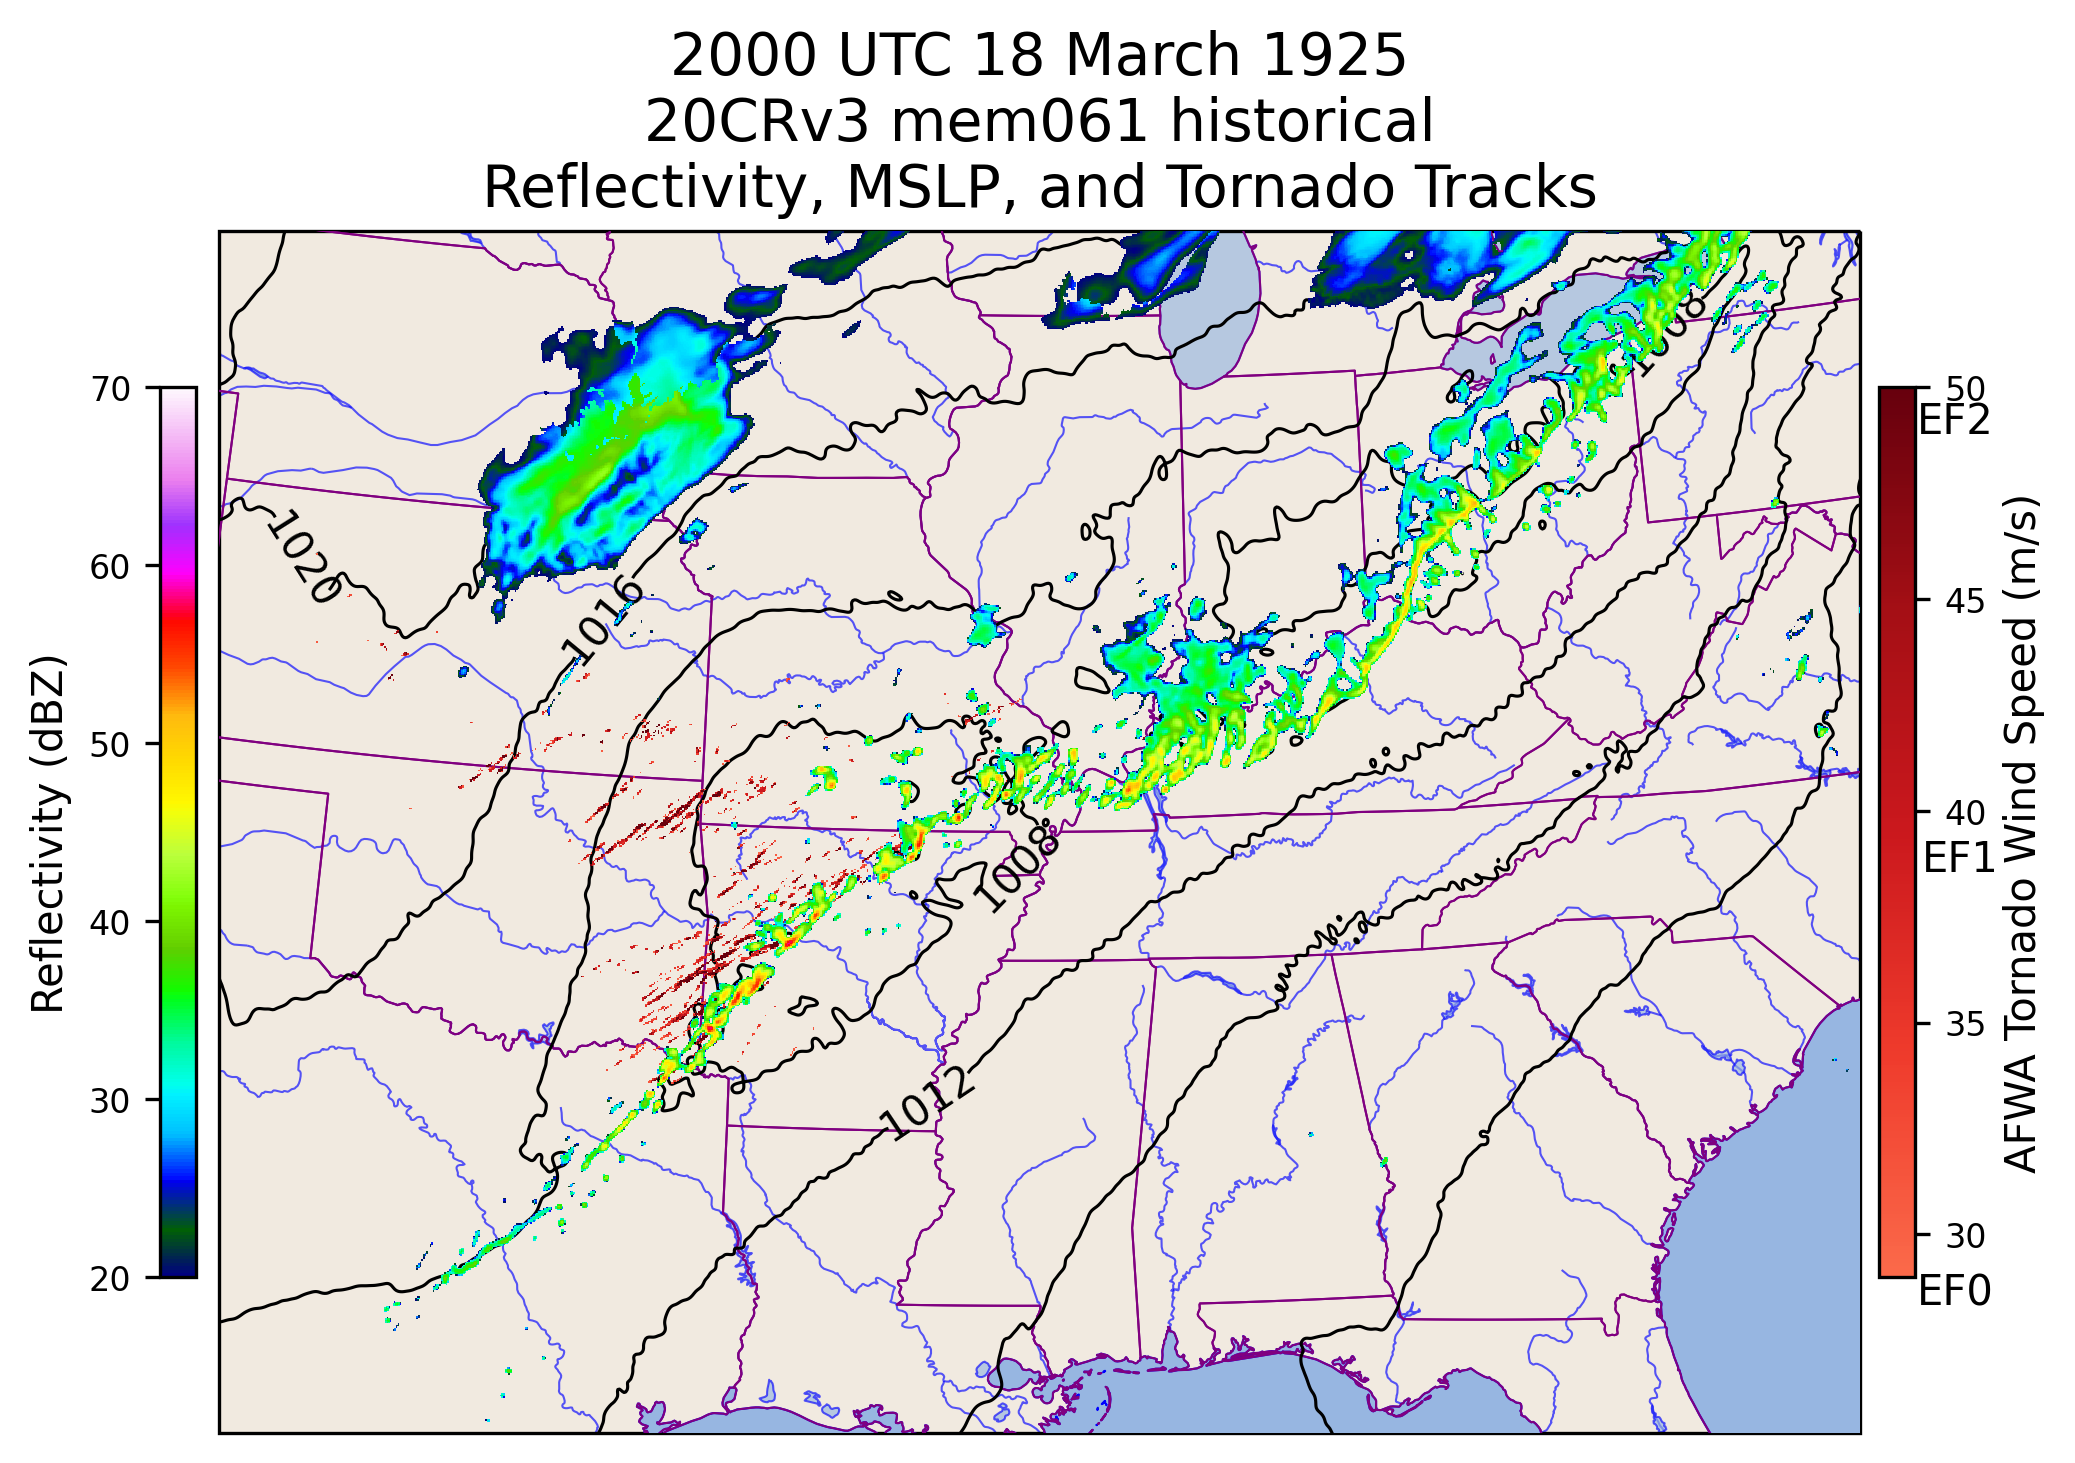 2000 UTC 18 March 1925
20CRv3 mem061 historical
Reflectivity, MSLP, and Tornado Tracks
70
60
50
40
30
20
Reflectivity (dBZ)
1020
1016
1008
1008
1012
50
EF2
45
40
EF1
35
30
EF0
AFWA Tornado Wind Speed (m/s)